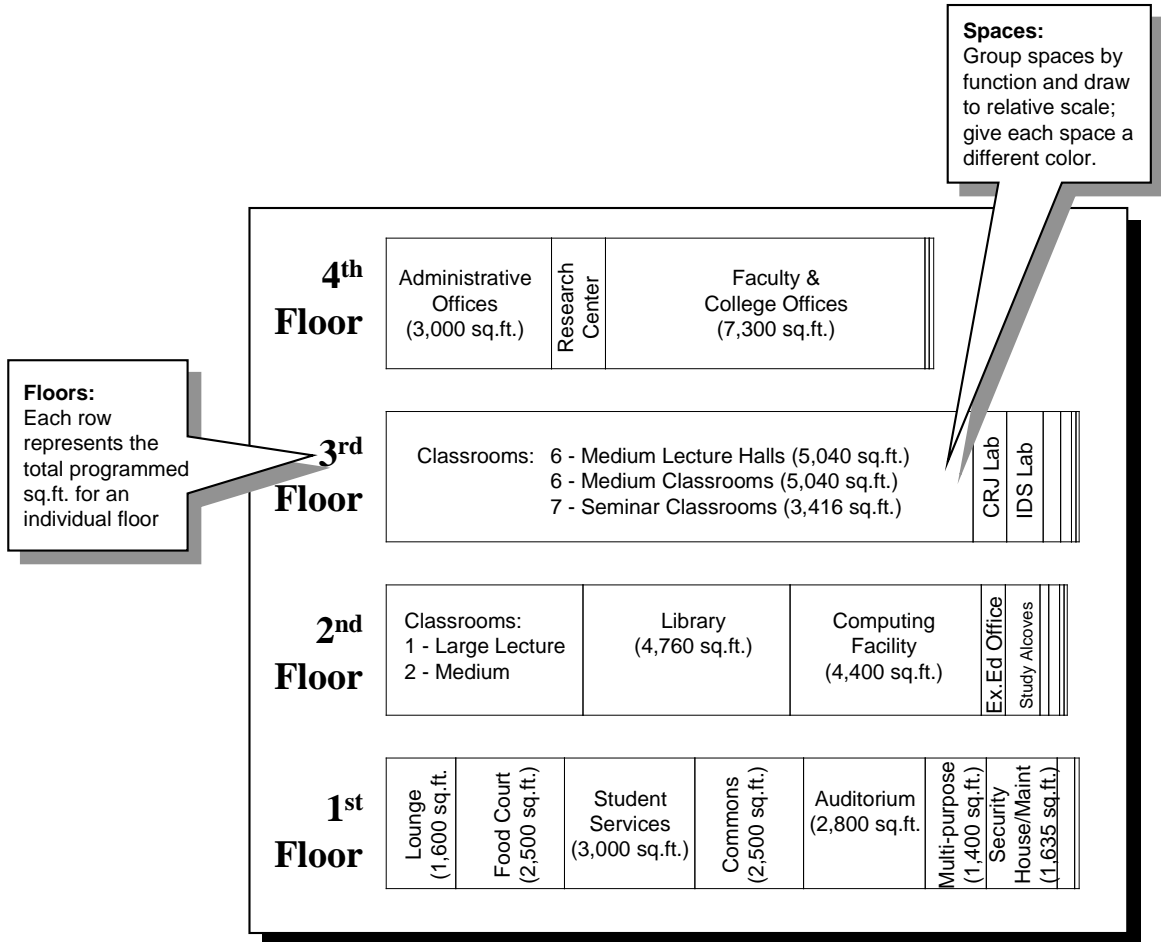 Spaces:
Group spaces by
function and draw
to relative scale;
give each space a
different color.
4th
Floor
Administrative
Offices
(3,000 sq.ft.)
Research
Center
Faculty &
College Offices
(7,300 sq.ft.)
Floors:
Each row
represents the
total programmed
sq.ft. for an
individual floor
3rd
Floor
Classrooms: 6 - Medium Lecture Halls (5,040 sq.ft.)
6 - Medium Classrooms (5,040 sq.ft.)
7 - Seminar Classrooms (3,416 sq.ft.)
CRJ Lab
IDS Lab
2nd
Floor
Classrooms:
1 - Large Lecture
2 - Medium
Library
(4,760 sq.ft.)
Computing
Facility
(4,400 sq.ft.)
Ex.Ed Office
Study Alcoves
1st
Floor
Lounge
(1,600 sq.ft.
Food Court
(2,500 sq.ft.)
Student
Services
(3,000 sq.ft.)
Commons
(2,500 sq.ft.)
Auditorium
(2,800 sq.ft.
Multi-purpose
(1,400 sq.ft.)
Security
House/Maint
(1,635 sq.ft.)